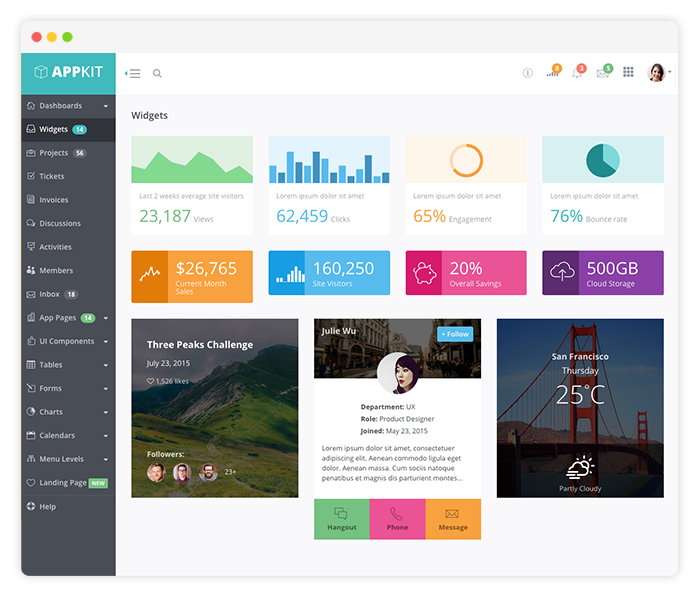 APPKIT
Dashboards
Widgets 14
Projects 56
Tickets
Invoices
Discussions
Activities
Members
Inbox 18
App Pages 14
UI Components
Tables
Forms
Charts
Calendars
Menu Levels
Landing Page NEW
Help
8
3
5
Widgets
Last 2 weeks average site visitors
23,187 Views
Lorem ipsum dolor sit amet
62,459 Clicks
Lorem ipsum dolor sit amet
65% Engagement
Lorem ipsum dolor sit amet
76% Bounce rate
$26,765
Current Month
Sales
160,250
Site Visitors
20%
Overall Savings
500GB
Cloud Storage
Three Peaks Challenge
July 23, 2015
1,526 likes
Followers:
23+
Julie Wu
+ Follow
Department: UX
Role: Product Designer
Joined: May 23, 2015
Lorem ipsum dolor sit amet, consectetuer
adipiscing elit. Aenean commodo ligula eget
dolor. Aenean massa. Cum sociis natoque
penatibus et magnis dis parturient montes...
Hangout
Phone
Message
San Francisco
Thursday
25°C
Partly Cloudy